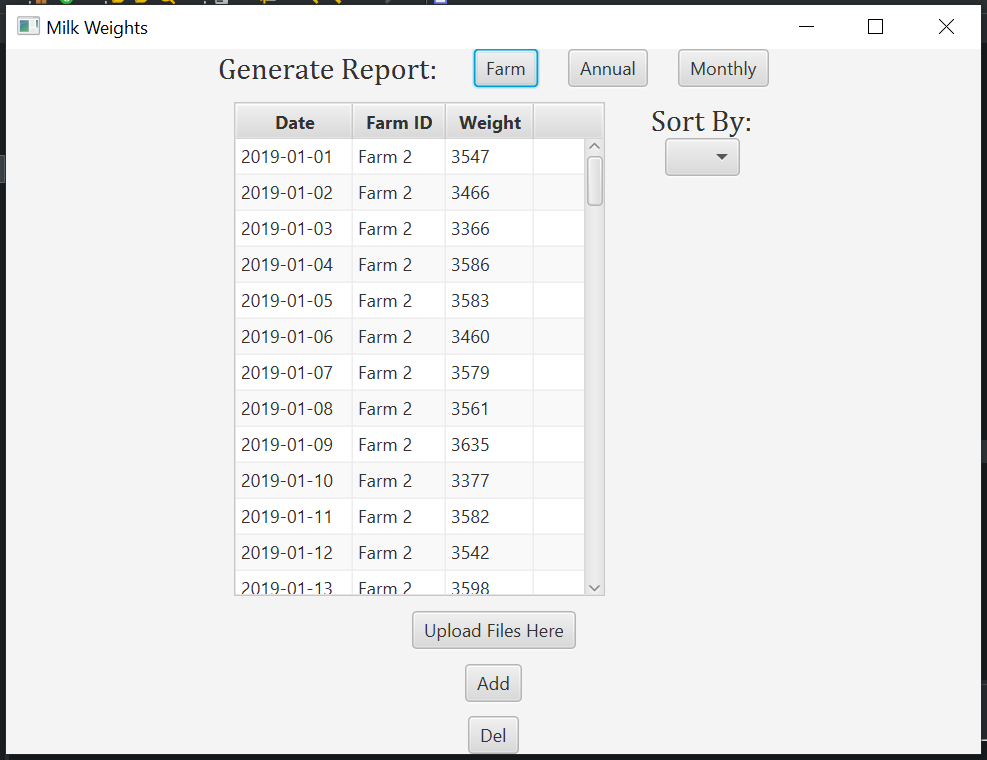 Milk Weights
Generate Report: Farm Annual Monthly
Date Farm ID Weight
Sort By:
2019-01-01 Farm 2 3547
2019-01-02 Farm 2 3466
2019-01-03 Farm 2 3366
2019-01-04 Farm 2 3586
2019-01-05 Farm 2 3583
2019-01-06 Farm 2 3460
2019-01-07 Farm 2 3579
2019-01-08 Farm 2 3561
2019-01-09 Farm 2 3635
2019-01-10 Farm 2 3377
2019-01-11 Farm 2 3582
2019-01-12 Farm 2 3542
2019-01-13 Farm 2 3598
Upload Files Here
Add
Del